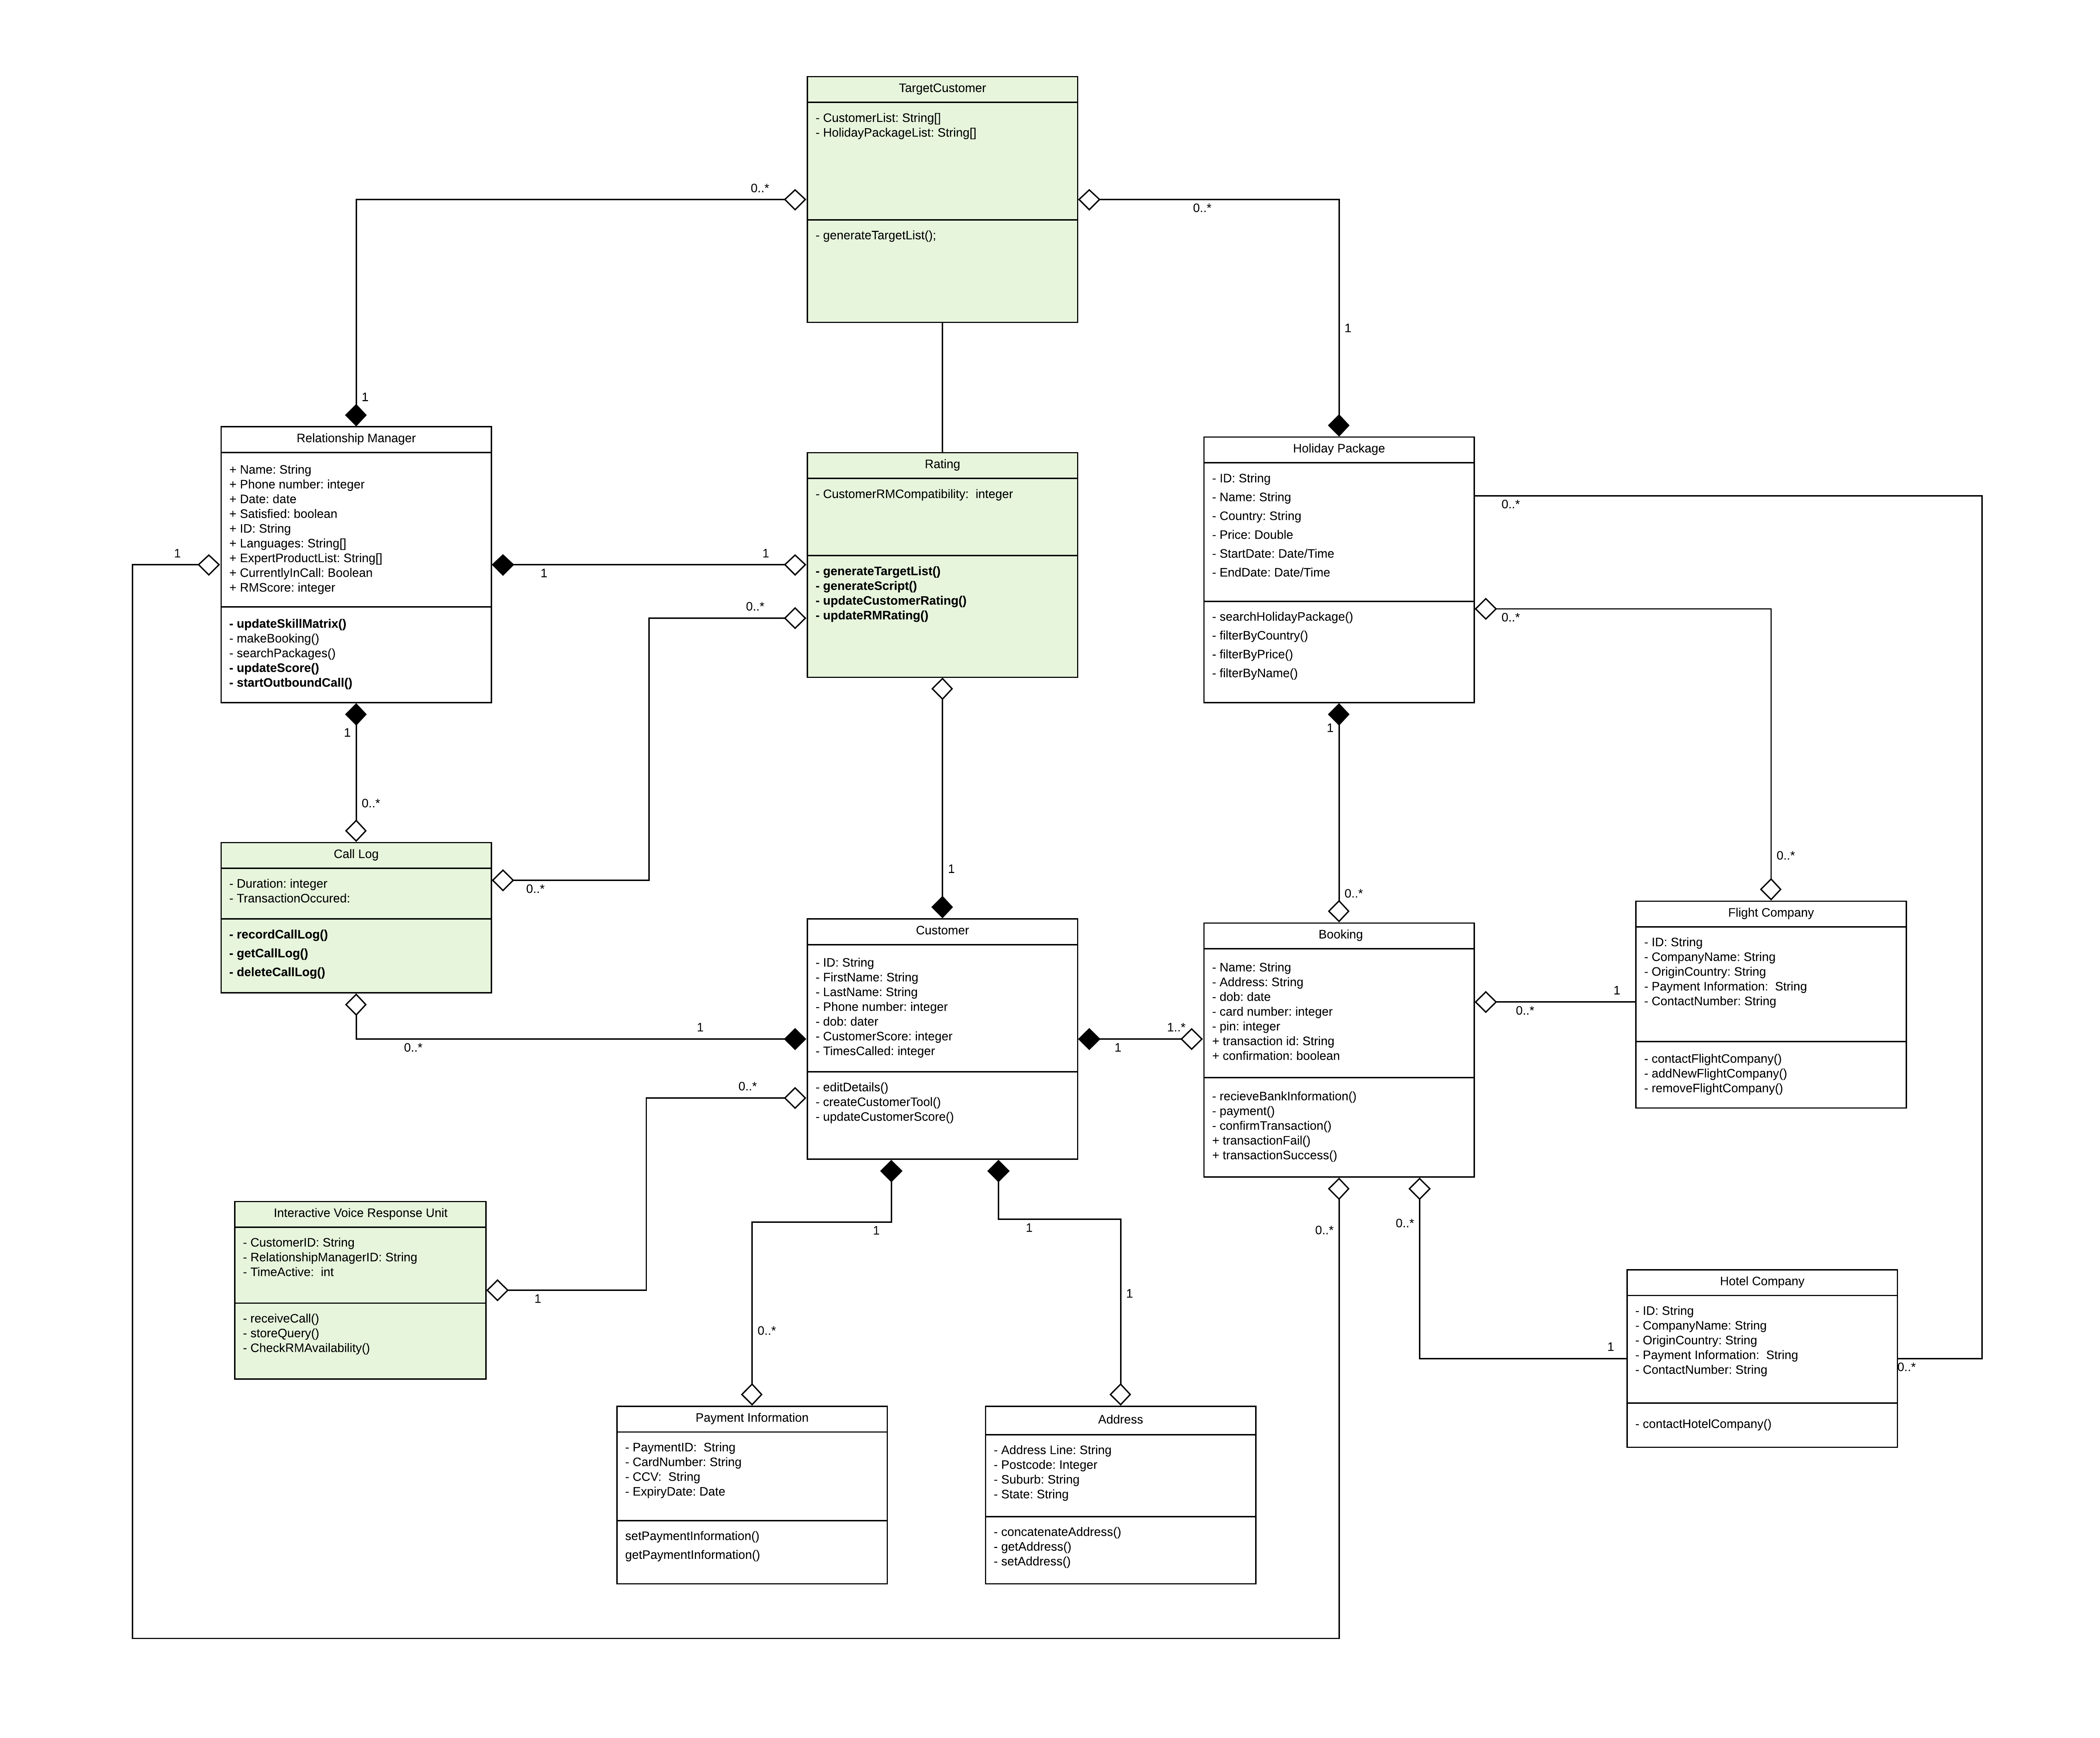 TargetCustomer
- CustomerList: String[]
- HolidayPackageList: String[]
- generateTargetList();
0..*
0..*
1
1
Relationship Manager
+ Name: String
+ Phone number: integer
+ Date: date
+ Satisfied: boolean
+ ID: String
+ Languages: String[]
+ ExpertProductList: String[]
+ CurrentlyInCall: Boolean
+ RMScore: integer
- updateSkillMatrix()
- makeBooking()
- searchPackages()
- updateScore()
- startOutboundCall()
1
1
1
0..*
Rating
- CustomerRMCompatibility:  integer
- generateTargetList()
- generateScript()
- updateCustomerRating()
- updateRMRating()
Holiday Package
- ID: String
- Name: String
- Country: String
- Price: Double
- StartDate: Date/Time
- EndDate: Date/Time
- searchHolidayPackage()
- filterByCountry()
- filterByPrice()
- filterByName()
0..*
0..*
1
1
0..*
0..*
0..*
1
Call Log
- Duration: integer
- TransactionOccured:
- recordCallLog()
- getCallLog()
- deleteCallLog()
0..*
0..*
1
Customer
- ID: String
- FirstName: String
- LastName: String
- Phone number: integer
- dob: dater
- CustomerScore: integer
- TimesCalled: integer
- editDetails()
- createCustomerTool()
- updateCustomerScore()
1
1..*
Booking
- Name: String
- Address: String
- dob: date
- card number: integer
- pin: integer
+ transaction id: String
+ confirmation: boolean
- recieveBankInformation()
- payment()
- confirmTransaction()
+ transactionFail()
+ transactionSuccess()
0..*
1
Flight Company
- ID: String
- CompanyName: String
- OriginCountry: String
- Payment Information:  String
- ContactNumber: String
- contactFlightCompany()
- addNewFlightCompany()
- removeFlightCompany()
0..*
1
1
0..*
0..*
Interactive Voice Response Unit
- CustomerID: String
- RelationshipManagerID: String
- TimeActive:  int
- receiveCall()
- storeQuery()
- CheckRMAvailability()
1
0..*
1
1
0..*
Hotel Company
- ID: String
- CompanyName: String
- OriginCountry: String
- Payment Information:  String
- ContactNumber: String
- contactHotelCompany()
Payment Information
- PaymentID:  String
- CardNumber: String
- CCV:  String
- ExpiryDate: Date
setPaymentInformation()
getPaymentInformation()
Address
- Address Line: String
- Postcode: Integer
- Suburb: String
- State: String
- concatenateAddress()
- getAddress()
- setAddress()